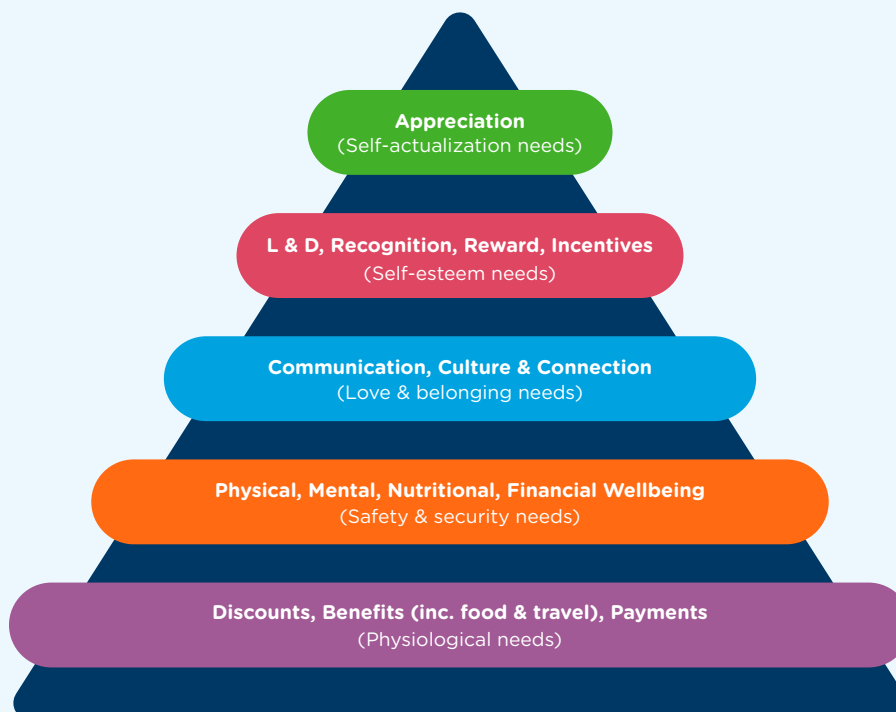 Appreciation
(Self-actualization needs)
L & D, Recognition, Reward, Incentives
(Self-esteem needs)
Communication, Culture & Connection
(Love & belonging needs)
Physical, Mental, Nutritional, Financial Wellbeing
(Safety & security needs)
Discounts, Benefits (inc. food & travel), Payments
(Physiological needs)